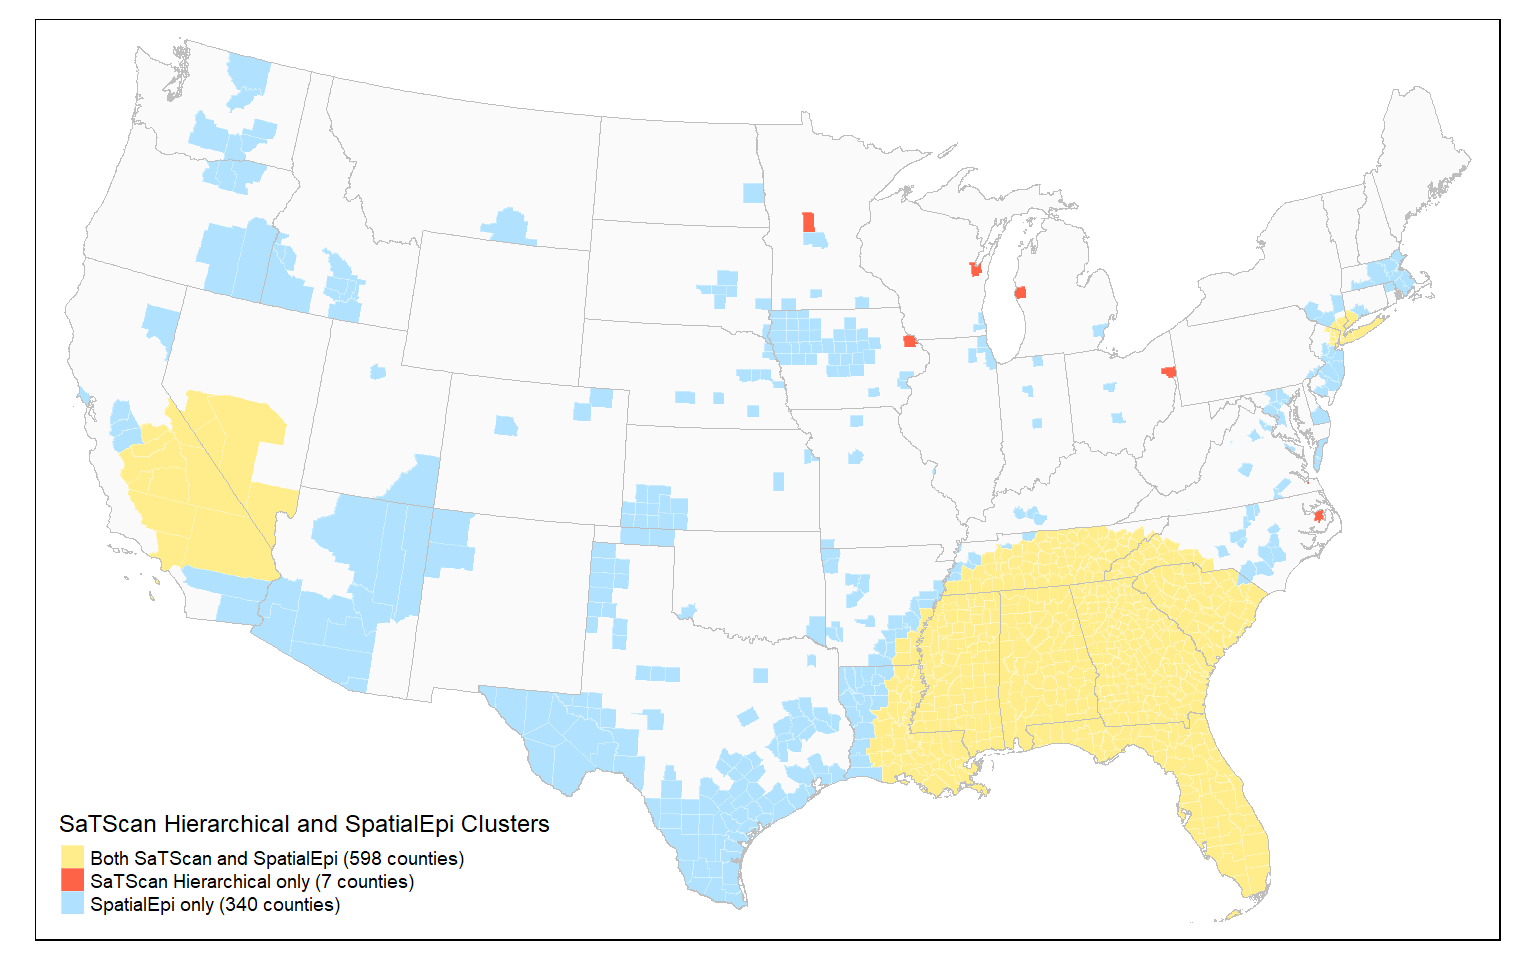 SaTScan Hierarchical and SpatialEpi Clusters
Both SaTScan and SpatialEpi (598 counties)
SaTScan Hierarchical only (7 counties)
SpatialEpi only (340 counties)